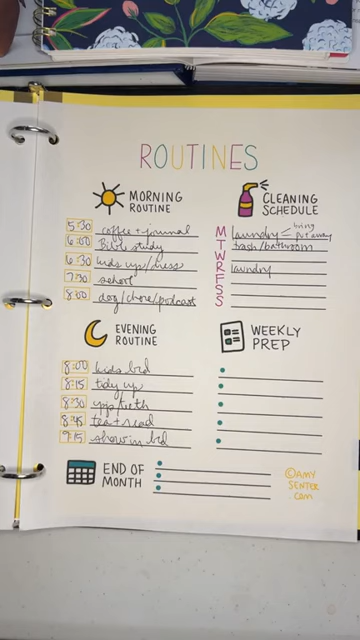 ROUTINES
MORNING ROUTINE
5:30 coffee + journal
6:00 Bible study
6:30 kids up/dress
7:30 school
8:00 dog/chore/podcast
CLEANING SCHEDULE
M laundry - bring put away
T trash/bathroom
W
R laundry
F
S
S
EVENING ROUTINE
8:00 kids bed
8:15 tidy up
8:30 pjs/teeth
8:45 tea + read
9:15 show in bed
WEEKLY PREP
END OF MONTH
©AMY SENTER .com